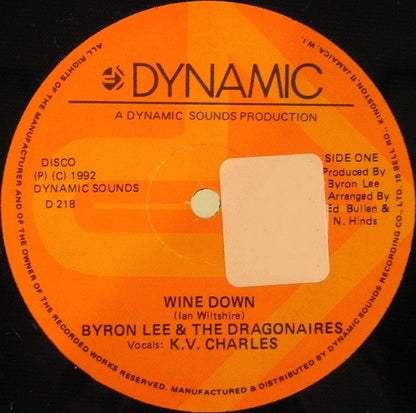 DYNAMIC
A DYNAMIC SOUNDS PRODUCTION
DISCO
(P) (C) 1992
DYNAMIC SOUNDS
D 218
SIDE ONE
Produced By
Byron Lee
Arranged By
Ed Bullen &
N. Hinds
WINE DOWN
(Ian Wiltshire)
BYRON LEE & THE DRAGONAIRES
Vocals: K.V. CHARLES
ALL RIGHTS OF THE MANUFACTURER AND OF THE OWNER OF THE RECORDED WORKS RESERVED. MANUFACTURED & DISTRIBUTED BY DYNAMIC SOUNDS RECORDING CO., LTD. 15 BELL RD., KINGSTON 11 JAMAICA, W.I.